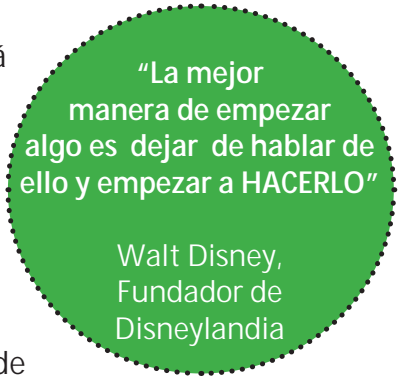 á
“La mejor
manera de empezar
algo es dejar de hablar de
ello y empezar a HACERLO”
Walt Disney,
Fundador de
Disneylandia
de